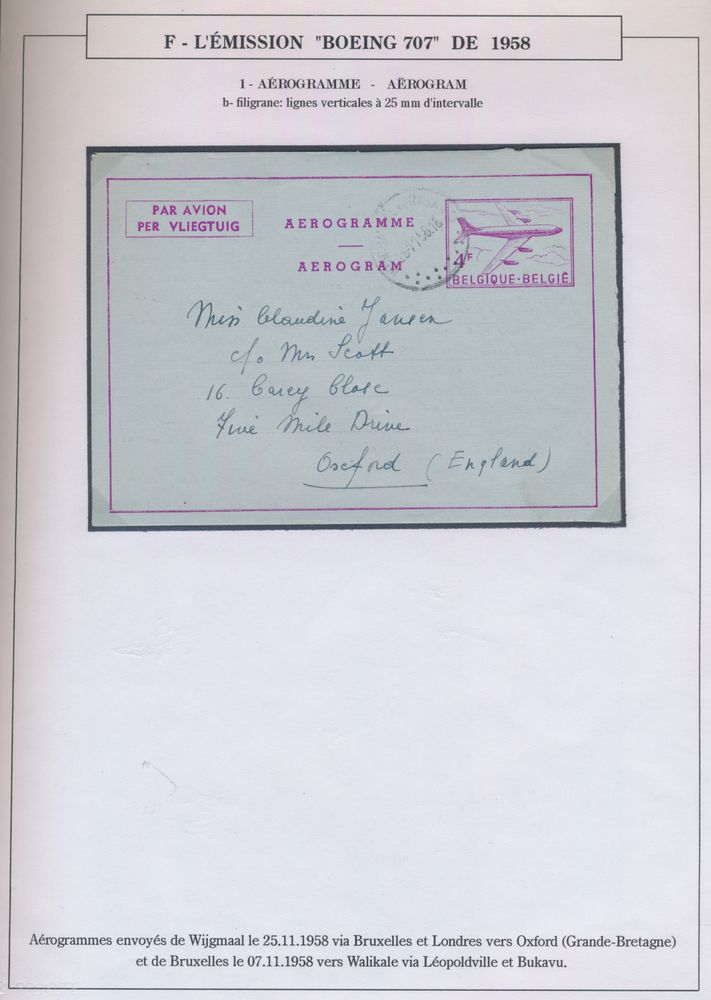 F - L'ÉMISSION "BOEING 707" DE 1958
1 - AÉROGRAMME - AËROGRAM
b- filigrane: lignes verticales à 25 mm d'intervalle
PAR AVION
PER VLIEGTUIG
AEROGRAMME
AEROGRAM
4F
BELGIQUE·BELGIË
Miss Claudine Jansen
c/o Mrs Scott
16. Carey Close
Five Mile Drive
Oxford (England)
Aérogrammes envoyés de Wijgmaal le 25.11.1958 via Bruxelles et Londres vers Oxford (Grande-Bretagne)
et de Bruxelles le 07.11.1958 vers Walikale via Léopoldville et Bukavu.